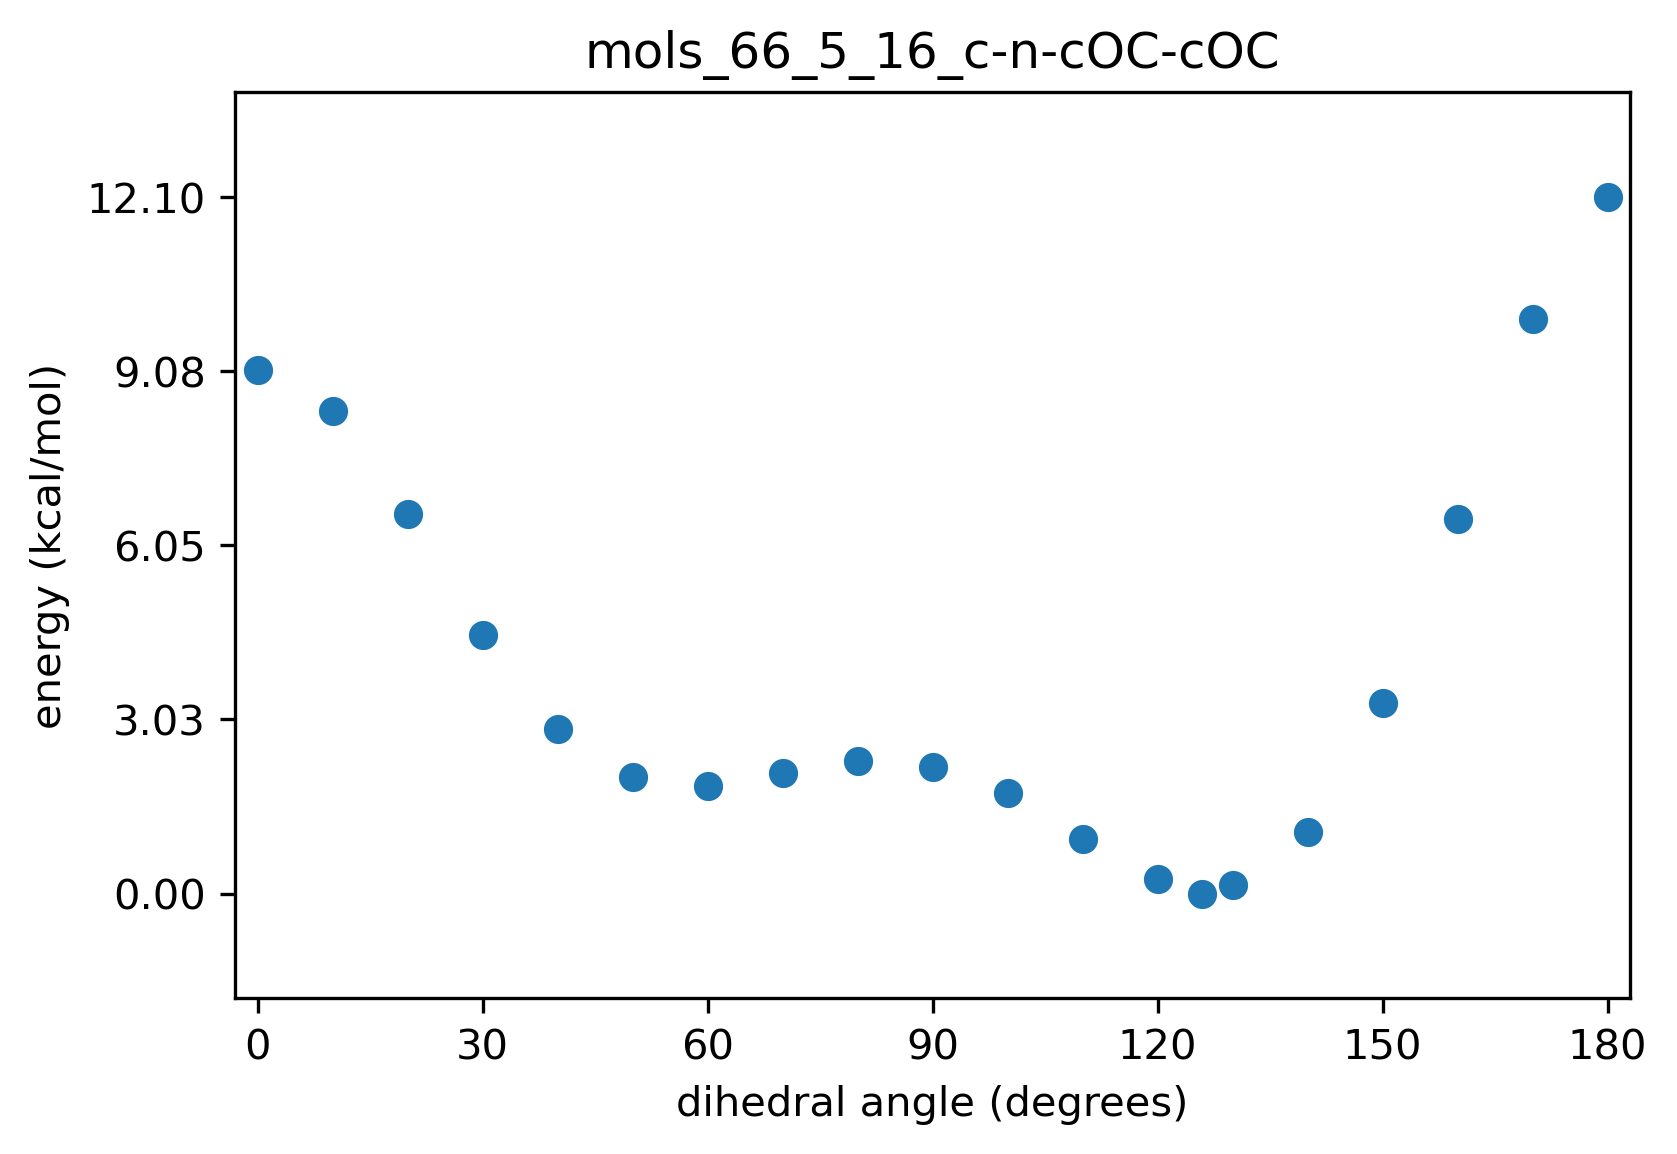 mols_66_5_16_c-n-cOC-cOC
12.10
9.08
6.05
3.03
0.00
energy (kcal/mol)
0 30 60 90 120 150 180
dihedral angle (degrees)